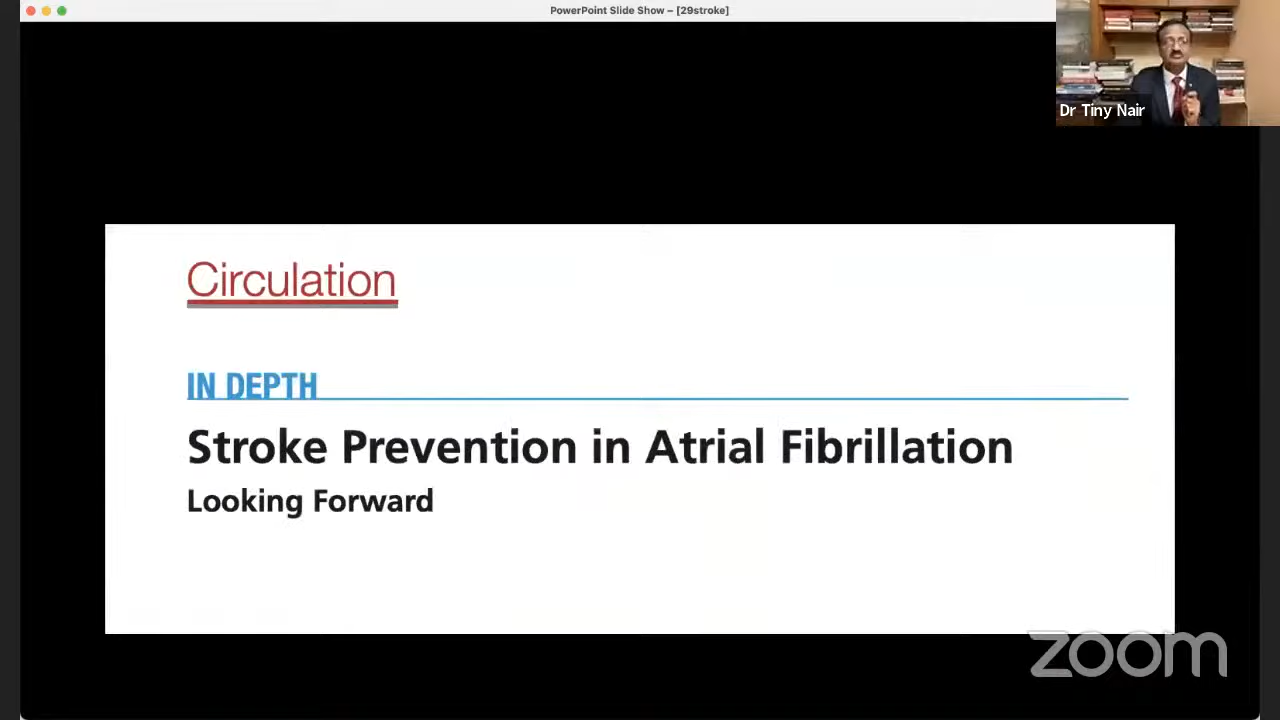 PowerPoint Slide Show – [29stroke]
Dr Tiny Nair
Circulation
IN DEPTH
Stroke Prevention in Atrial Fibrillation
Looking Forward
zoom